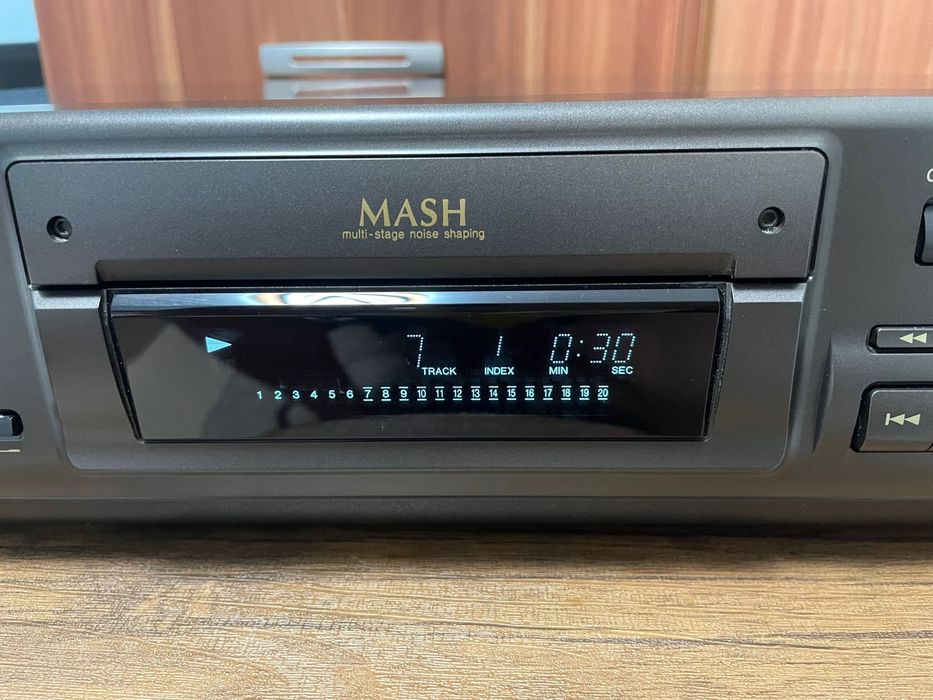 MASH
multi-stage noise shaping
7 1 0:30
TRACK INDEX MIN SEC
1 2 3 4 5 6 7 8 9 10 11 12 13 14 15 16 17 18 19 20